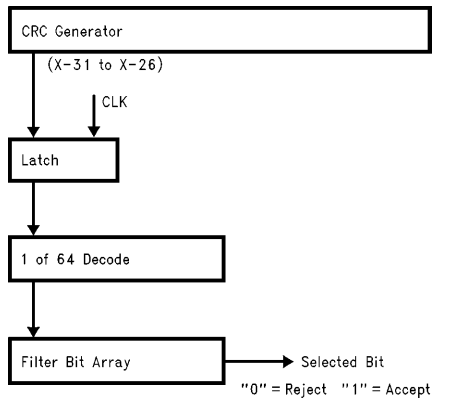 CRC Generator
(X-31 to X-26)
CLK
Latch
1 of 64 Decode
Filter Bit Array
Selected Bit
"0" = Reject "1" = Accept